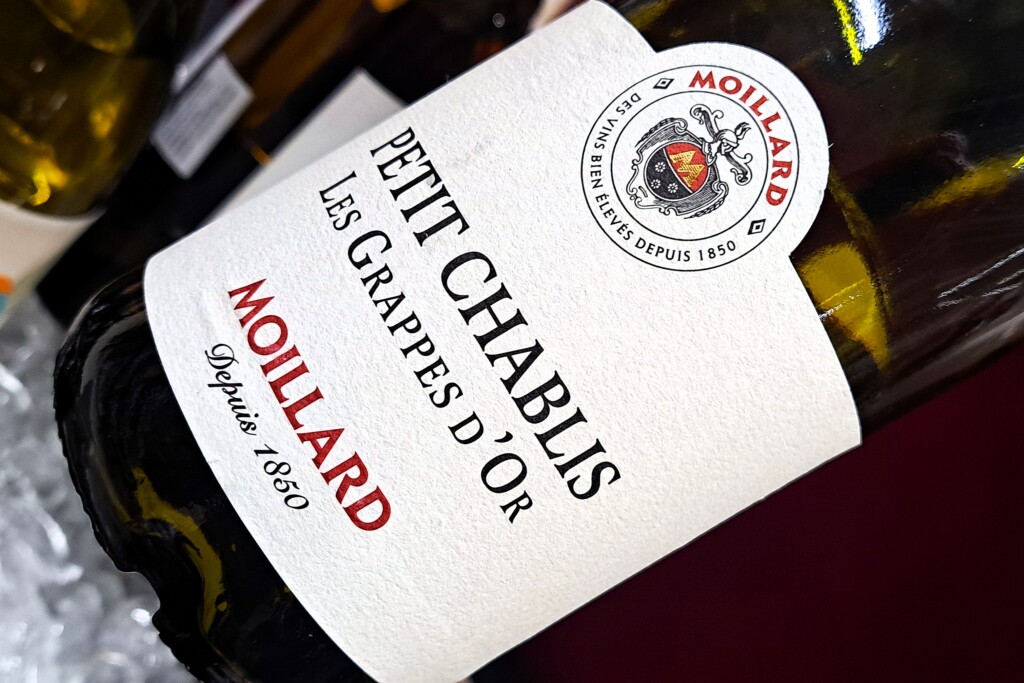 MOILLARD
DES VINS BIEN ÉLEVÉS DEPUIS 1850
M
PETIT CHABLIS
LES GRAPPES D'OR
MOILLARD
Depuis 1850